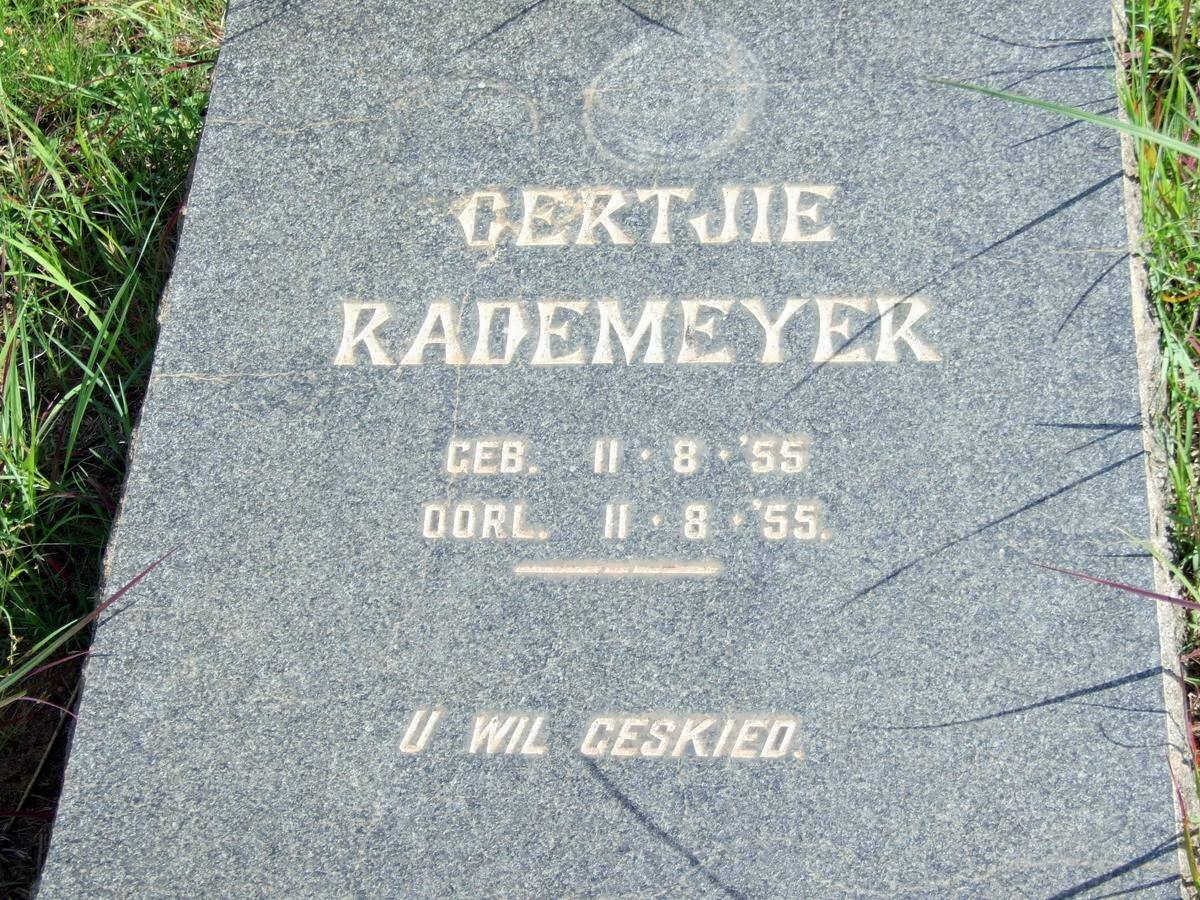 GERTJIE
RADEMEYER
GEB. 11·8·'55
OORL. 11·8·'55.
U WIL GESKIED.